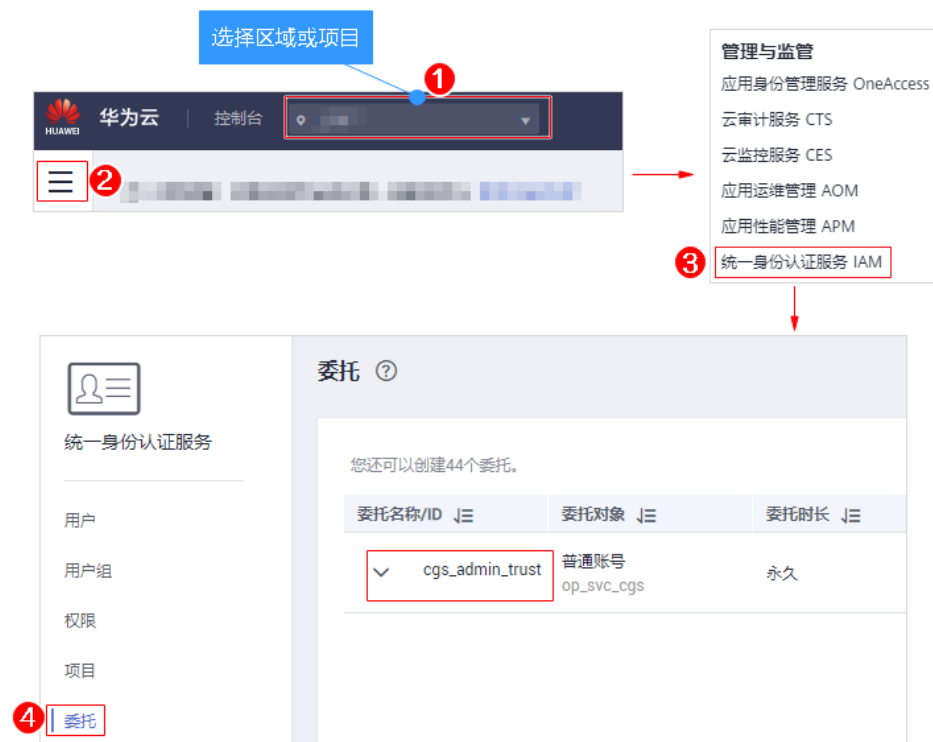 选择区域或项目
1
HUAWEI 华为云 控制台
2
管理与监管
应用身份管理服务 OneAccess
云审计服务 CTS
云监控服务 CES
应用运维管理 AOM
应用性能管理 APM
3 统一身份认证服务 IAM
统一身份认证服务
用户
用户组
权限
项目
4 委托
委托 ?
您还可以创建44个委托。
委托名称/ID 委托对象 委托时长
cgs_admin_trust 普通账号 永久
op_svc_cgs